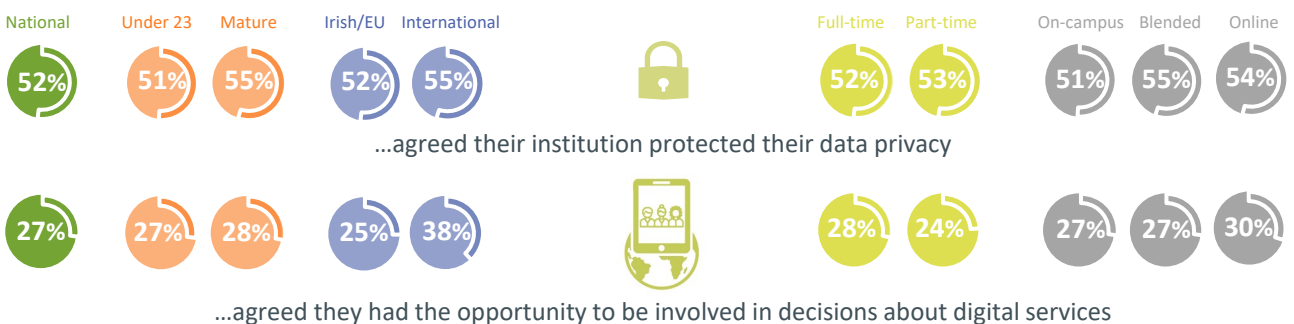 National Under 23 Mature Irish/EU International Full-time Part-time On-campus Blended Online
52% 51% 55% 52% 55% 52% 53% 51% 55% 54%
...agreed their institution protected their data privacy
27% 27% 28% 25% 38% 28% 24% 27% 27% 30%
...agreed they had the opportunity to be involved in decisions about digital services